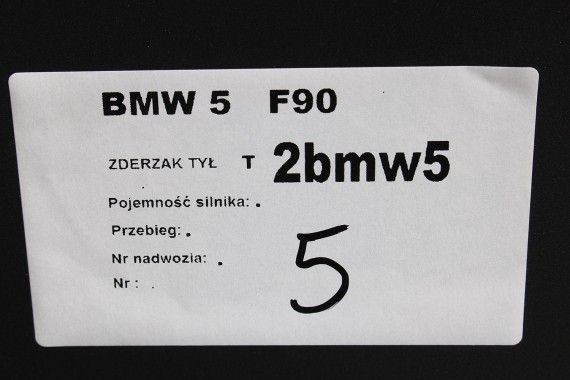 BMW 5 F90
ZDERZAK TYŁ T 2bmw5
Pojemność silnika: .
Przebieg: .
Nr nadwozia: .
Nr : .
5